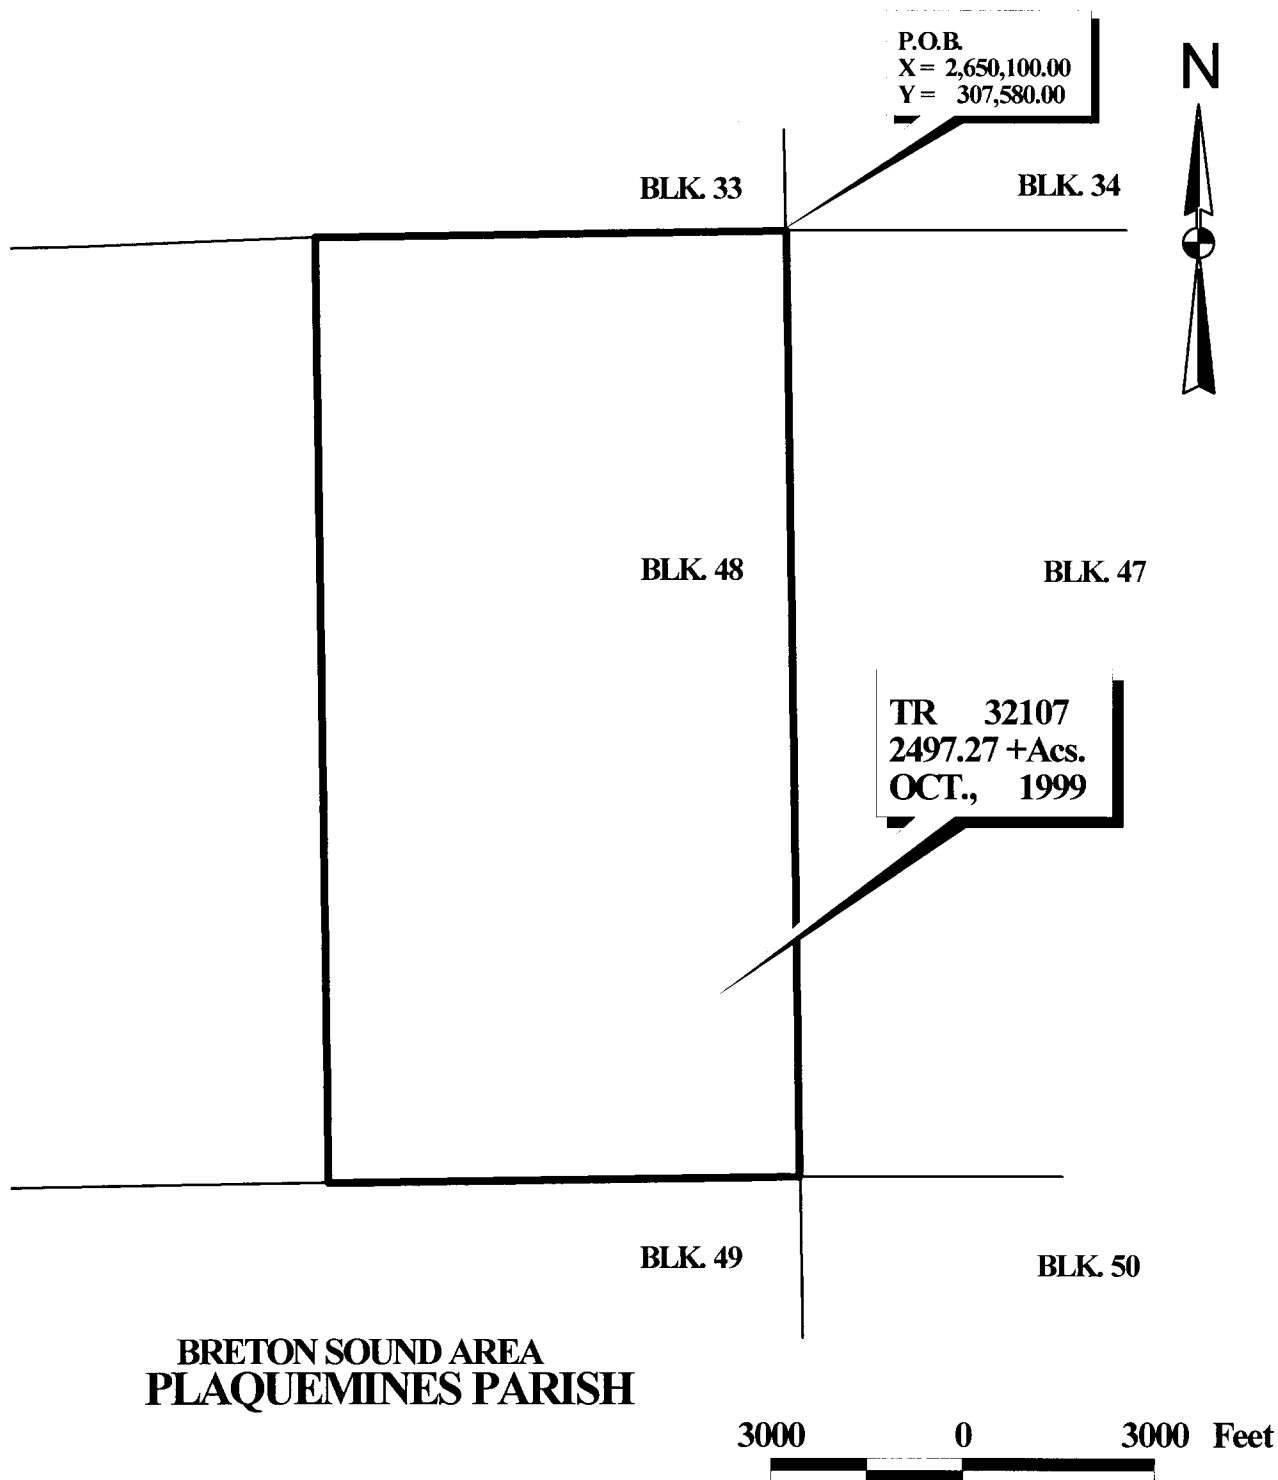 P.O.B.
X = 2,650,100.00
Y = 307,580.00
N
BLK. 33
BLK. 34
BLK. 48
BLK. 47
TR 32107
2497.27 +Acs.
OCT., 1999
BLK. 49
BLK. 50
BRETON SOUND AREA
PLAQUEMINES PARISH
3000 0 3000 Feet